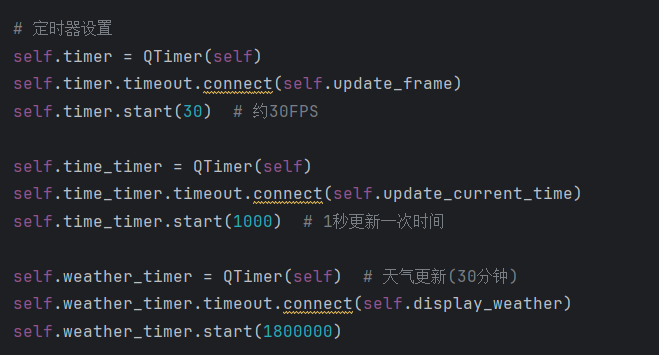 # 定时器设置
self.timer = QTimer(self)
self.timer.timeout.connect(self.update_frame)
self.timer.start(30)  # 约30FPS
self.time_timer = QTimer(self)
self.time_timer.timeout.connect(self.update_current_time)
self.time_timer.start(1000)  # 1秒更新一次时间
self.weather_timer = QTimer(self)  # 天气更新(30分钟)
self.weather_timer.timeout.connect(self.display_weather)
self.weather_timer.start(1800000)